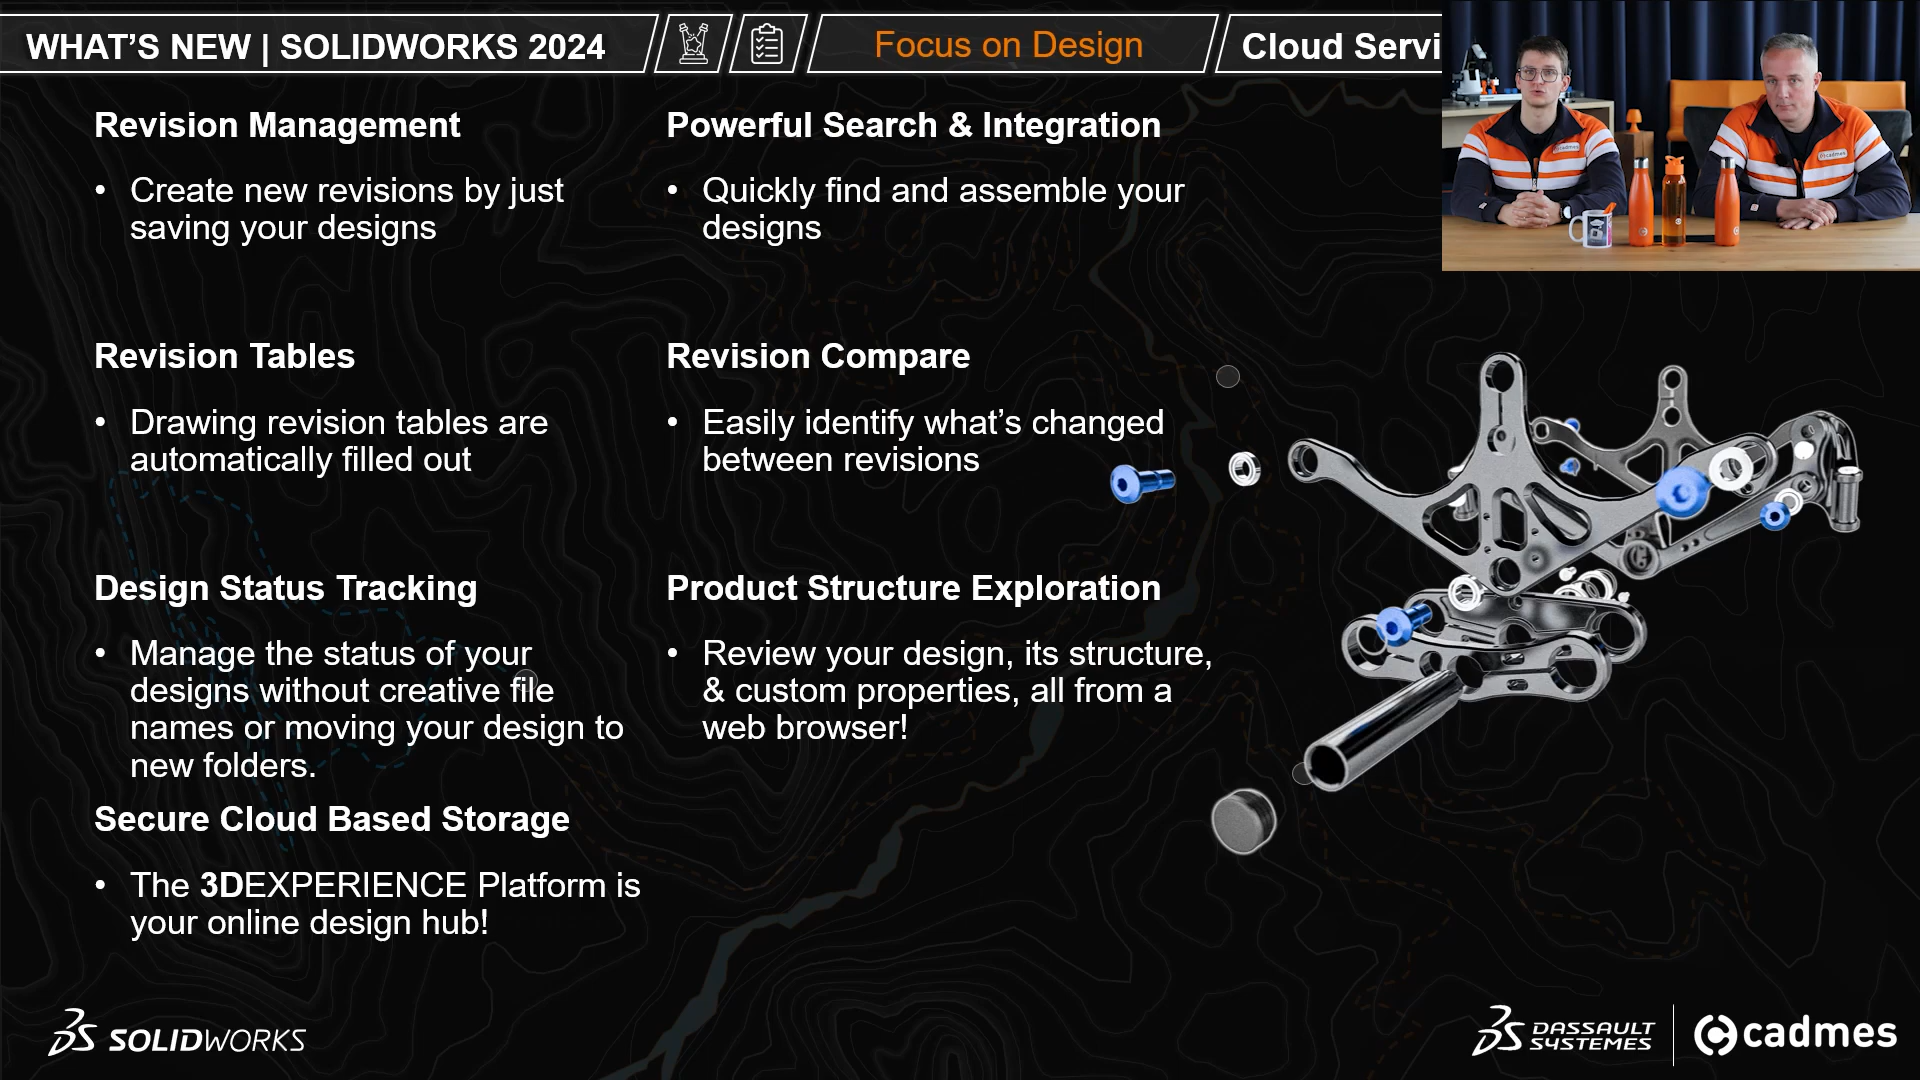 WHAT’S NEW | SOLIDWORKS 2024
Focus on Design
Cloud Servi
Revision Management
• Create new revisions by just
saving your designs
Powerful Search & Integration
• Quickly find and assemble your
designs
Revision Tables
• Drawing revision tables are
automatically filled out
Revision Compare
• Easily identify what’s changed
between revisions
Design Status Tracking
• Manage the status of your
designs without creative file
names or moving your design to
new folders.
Product Structure Exploration
• Review your design, its structure,
& custom properties, all from a
web browser!
Secure Cloud Based Storage
• The 3DEXPERIENCE Platform is
your online design hub!
SOLIDWORKS
DASSAULT
SYSTEMES
cadmes
cadmes
cadmes